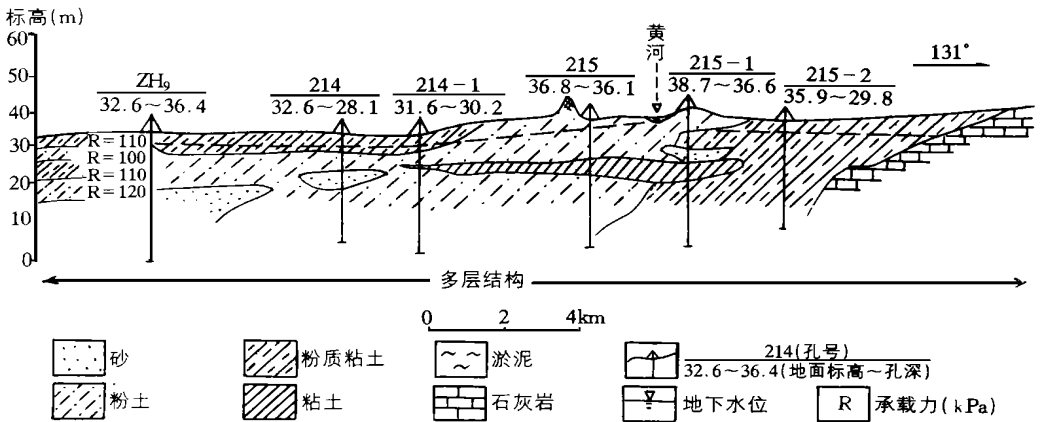 标高(m)
60
50
40
30
20
10
0
ZH₉
32.6～36.4
214
32.6～28.1
214-1
31.6～30.2
215
36.8～36.1
黄河
215-1
38.7～36.6
215-2
35.9～29.8
131°
R=110
R=100
R=110
R=120
多层结构
0 2 4km
砂
粉质粘土
淤泥
214(孔号)
32.6～36.4(地面标高～孔深)
粉土
粘土
石灰岩
地下水位
R 承载力(kPa)